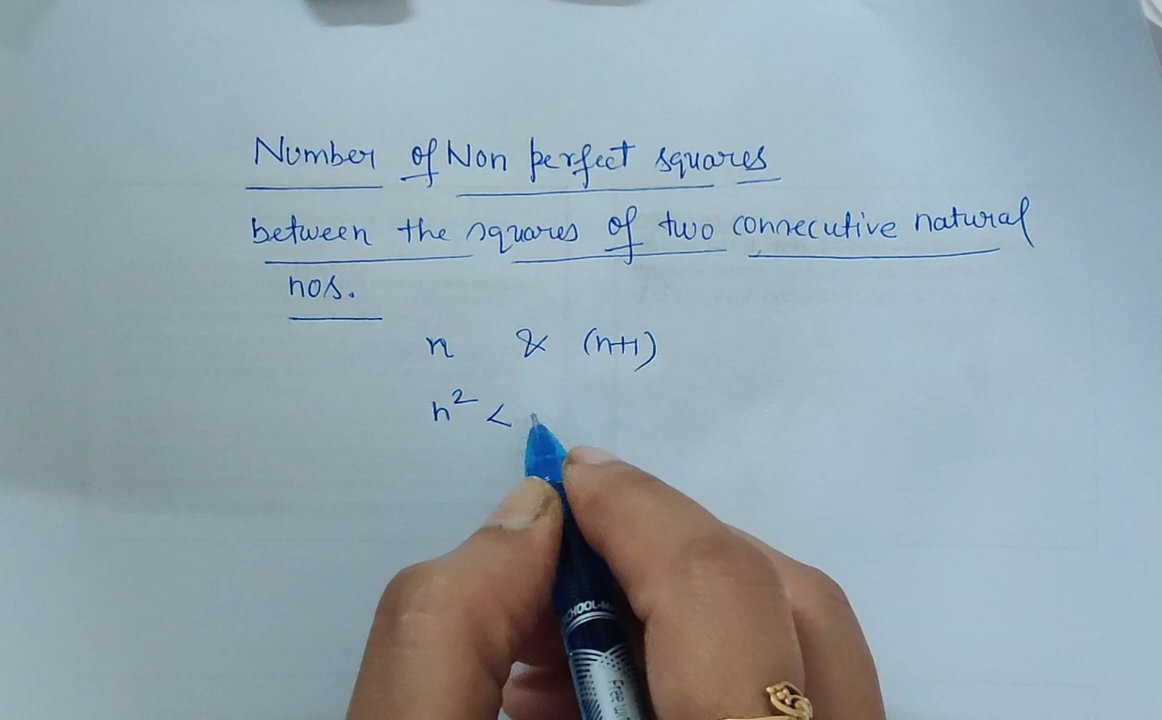 Number of Non perfect squares
between the squares of two consecutive natural
nos.
n & (n+1)
n² <